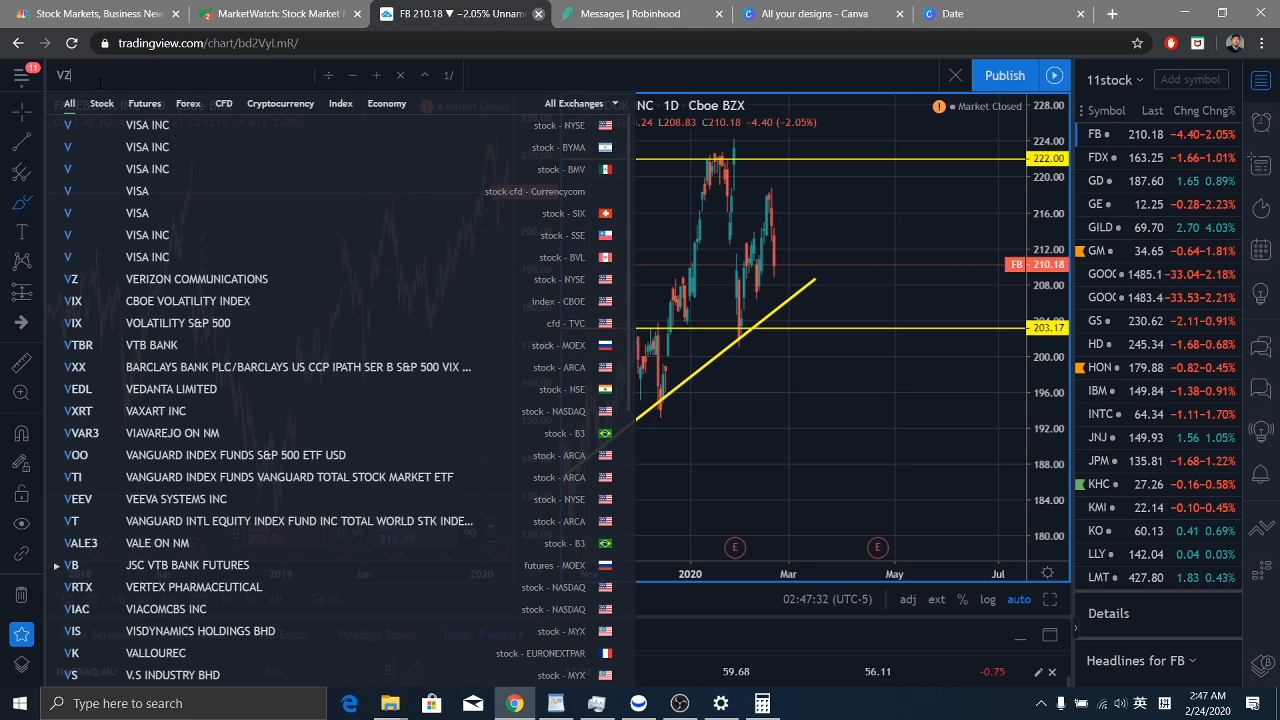 Stock Market News, Business N
MarketWatch: Stock Market N
FB 210.18 ▼ −2.05% Unnam
Messages | Robinhood
All your designs - Canva
Date
tradingview.com/chart/bd2VyLmR/
11
VZ
1/
Publish
11stock
Add symbol
All Stock Futures Forex CFD Cryptocurrency Index Economy All Exchanges
INC · 1D · Cboe BZX
Market Closed
L208.83 C210.18 −4.40 (−2.05%)
V VISA INC stock - NYSE
V VISA INC stock - BYMA
V VISA INC stock - BMV
V VISA stock cfd - Currencycom
V VISA stock - SIX
V VISA INC stock - SSE
V VISA INC stock - BVL
VZ VERIZON COMMUNICATIONS stock - NYSE
VIX CBOE VOLATILITY INDEX index - CBOE
VIX VOLATILITY S&P 500 cfd - TVC
VTBR VTB BANK stock - MOEX
VXX BARCLAYS BANK PLC/BARCLAYS US CCP IPATH SER B S&P 500 VIX ... stock - ARCA
VEDL VEDANTA LIMITED stock - NSE
VXRT VAXART INC stock - NASDAQ
VVAR3 VIAVAREJO ON NM stock - B3
VOO VANGUARD INDEX FUNDS S&P 500 ETF USD stock - ARCA
VTI VANGUARD INDEX FUNDS VANGUARD TOTAL STOCK MARKET ETF stock - ARCA
VEEV VEEVA SYSTEMS INC stock - NYSE
VT VANGUARD INTL EQUITY INDEX FUND INC TOTAL WORLD STK INDE... stock - ARCA
VALE3 VALE ON NM stock - B3
VB JSC VTB BANK FUTURES futures - MOEX
VRTX VERTEX PHARMACEUTICAL stock - NASDAQ
VIAC VIACOMCBS INC stock - NASDAQ
VIS VISDYNAMICS HOLDINGS BHD stock - MYX
VK VALLOUREC stock - EURONEXTPAR
VS V.S INDUSTRY BHD stock - MYX
228.00
224.00
222.00
220.00
216.00
212.00
FB 210.18
208.00
203.17
200.00
196.00
192.00
188.00
184.00
180.00
E E
2018 Jun 2019 Jun 2020 Nov 2020 Mar May Jul
02:47:32 (UTC-5) adj ext % log auto
Strategy Tester Paper Trading
59.68 56.11 -0.75
Symbol Last Chng Chng%
FB 210.18 −4.40 −2.05%
FDX 163.25 −1.66 −1.01%
GD 187.60 1.65 0.89%
GE 12.25 −0.28 −2.23%
GILD 69.70 2.70 4.03%
GM 34.65 −0.64 −1.81%
GOOG 1485.1 −33.04 −2.18%
GOOG 1483.4 −33.53 −2.21%
GS 230.62 −2.11 −0.91%
HD 245.34 −1.68 −0.68%
HON 179.88 −0.82 −0.45%
IBM 149.84 −1.38 −0.91%
INTC 64.34 −1.11 −1.70%
JNJ 149.93 1.56 1.05%
JPM 135.81 −1.68 −1.22%
KHC 27.26 −0.16 −0.58%
KMI 22.14 −0.10 −0.45%
KO 60.13 0.41 0.69%
LLY 142.04 0.04 0.03%
LMT 427.80 1.83 0.43%
Details
Headlines for FB
Type here to search
英 拼
2:47 AM
2/24/2020